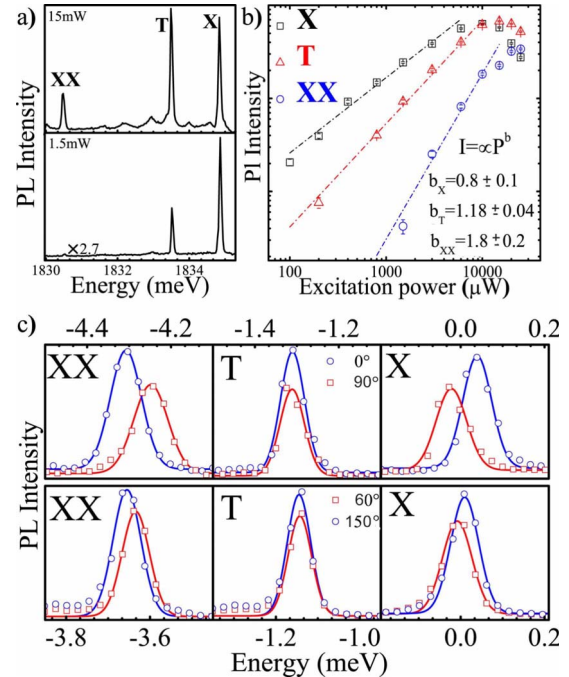 a)
15mW
T
X
XX
PL Intensity
1.5mW
×2.7
1830 1832 1834
Energy (meV)
b)
X
T
XX
PI Intensity
I=∝P^b
b_X=0.8 ± 0.1
b_T=1.18 ± 0.04
b_XX=1.8 ± 0.2
100 1000 10000
Excitation power (µW)
c)
-4.4 -4.2 -1.4 -1.2 0.0 0.2
XX T X
0°
90°
PL Intensity
XX T X
60°
150°
-3.8 -3.6 -1.2 -1.0 0.0 0.2
Energy (meV)